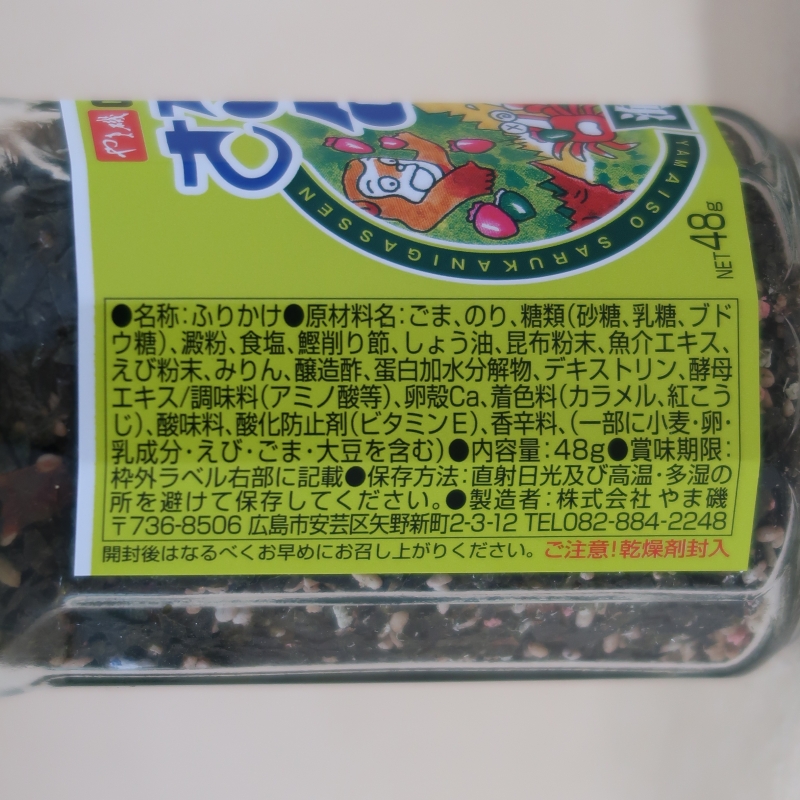 やま磯
さる
YAMAISO SARUKANIGASSEN
NET48g
●名称:ふりかけ●原材料名:ごま、のり、糖類(砂糖、乳糖、ブド
ウ糖)、澱粉、食塩、鰹削り節、しょう油、昆布粉末、魚介エキス、
えび粉末、みりん、醸造酢、蛋白加水分解物、デキストリン、酵母
エキス/調味料(アミノ酸等)、卵殻Ca、着色料(カラメル、紅こう
じ)、酸味料、酸化防止剤(ビタミンE)、香辛料、(一部に小麦・卵・
乳成分・えび・ごま・大豆を含む)●内容量:48g●賞味期限:
枠外ラベル右部に記載●保存方法:直射日光及び高温・多湿の
所を避けて保存してください。●製造者:株式会社 やま磯
〒736-8506 広島市安芸区矢野新町2-3-12 TEL082-884-2248
開封後はなるべくお早めにお召し上がりください。 ご注意!乾燥剤封入